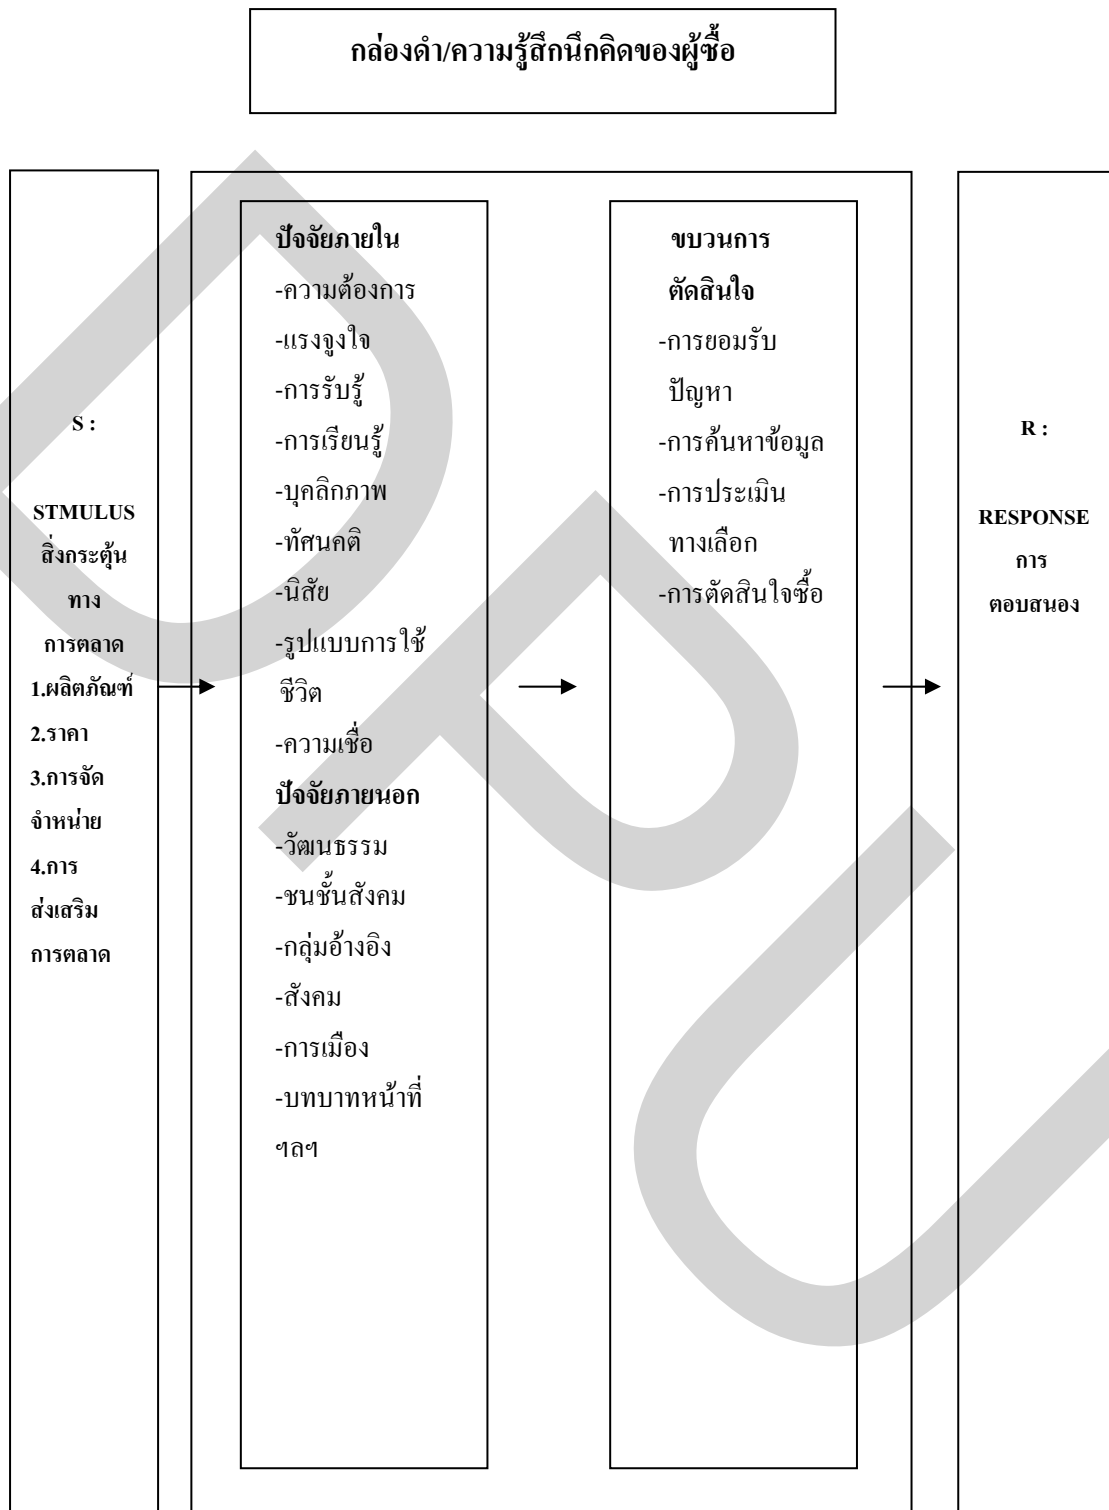 กล่องดำ/ความรู้สึกนึกคิดของผู้ซื้อ
S :
STMULUS
สิ่งกระตุ้น
ทาง
การตลาด
1.ผลิตภัณฑ์
2.ราคา
3.การจัด
จำหน่าย
4.การ
ส่งเสริม
การตลาด
ปัจจัยภายใน
-ความต้องการ
-แรงจูงใจ
-การรับรู้
-การเรียนรู้
-บุคลิกภาพ
-ทัศนคติ
-นิสัย
-รูปแบบการใช้
ชีวิต
-ความเชื่อ
ปัจจัยภายนอก
-วัฒนธรรม
-ชนชั้นสังคม
-กลุ่มอ้างอิง
-สังคม
-การเมือง
-บทบาทหน้าที่
ฯลฯ
ขบวนการ
ตัดสินใจ
-การยอมรับ
ปัญหา
-การค้นหาข้อมูล
-การประเมิน
ทางเลือก
-การตัดสินใจซื้อ
R :
RESPONSE
การ
ตอบสนอง
DPU